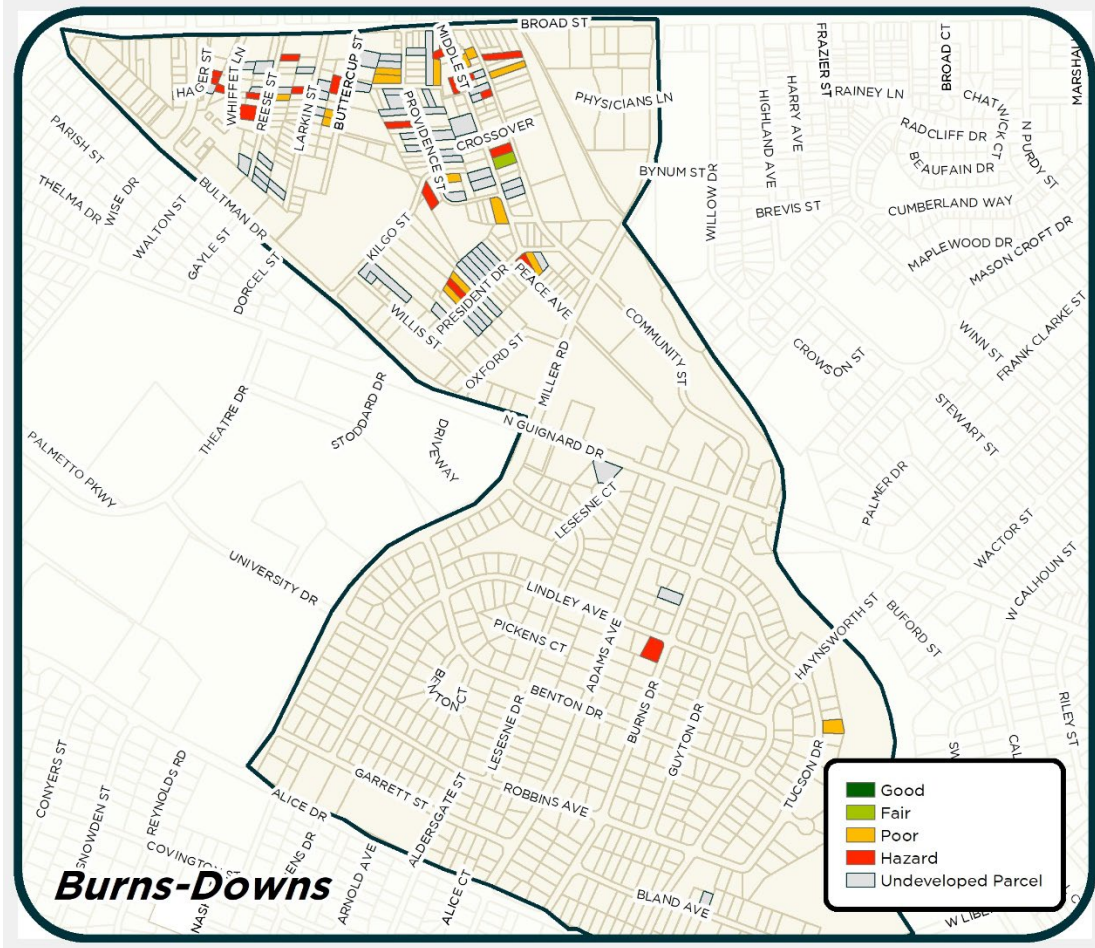 BROAD ST
MIDDLE ST
FRAZIER ST
BROAD CT
HAGER ST
WHIFFET LN
REESE ST
LARKIN ST
BUTTERCUP ST
PROVIDENCE ST
CROSSOVER
PHYSICIANS LN
HIGHLAND AVE
HARRY AVE
RAINEY LN
CHATWICK CT
RADCLIFF DR
BEAUFAIN DR
N PURDY ST
PARISH ST
THELMA DR
WISE DR
WALTON ST
GAYLE ST
DORCEL ST
BULTMAN DR
KILGO ST
BYNUM ST
WILLOW DR
BREVIS ST
CUMBERLAND WAY
MAPLEWOOD DR
MASON CROFT DR
PRESIDENT DR
PEACE AVE
WILLIS ST
OXFORD ST
MILLER RD
COMMUNITY ST
CROWSON ST
WINN ST
FRANK CLARKE ST
STEWART ST
THEATRE DR
STODDARD DR
DRIVEWAY
N GUIGNARD DR
PALMETTO PKWY
LESESNE CT
PALMER DR
WACTOR ST
W CALHOUN ST
UNIVERSITY DR
LINDLEY AVE
PICKENS CT
ADAMS AVE
HAYNSWORTH ST
BUFORD ST
BENTON CT
BENTON DR
LESESNE DR
BURNS DR
GUYTON DR
TUCSON DR
RILEY ST
CONYERS ST
SNOWDEN ST
REYNOLDS RD
COVINGTON ST
ALICE DR
GARRETT ST
ALDERSGATE ST
ROBBINS AVE
ARNOLD AVE
ALICE CT
BLAND AVE
Good
Fair
Poor
Hazard
Undeveloped Parcel
Burns-Downs